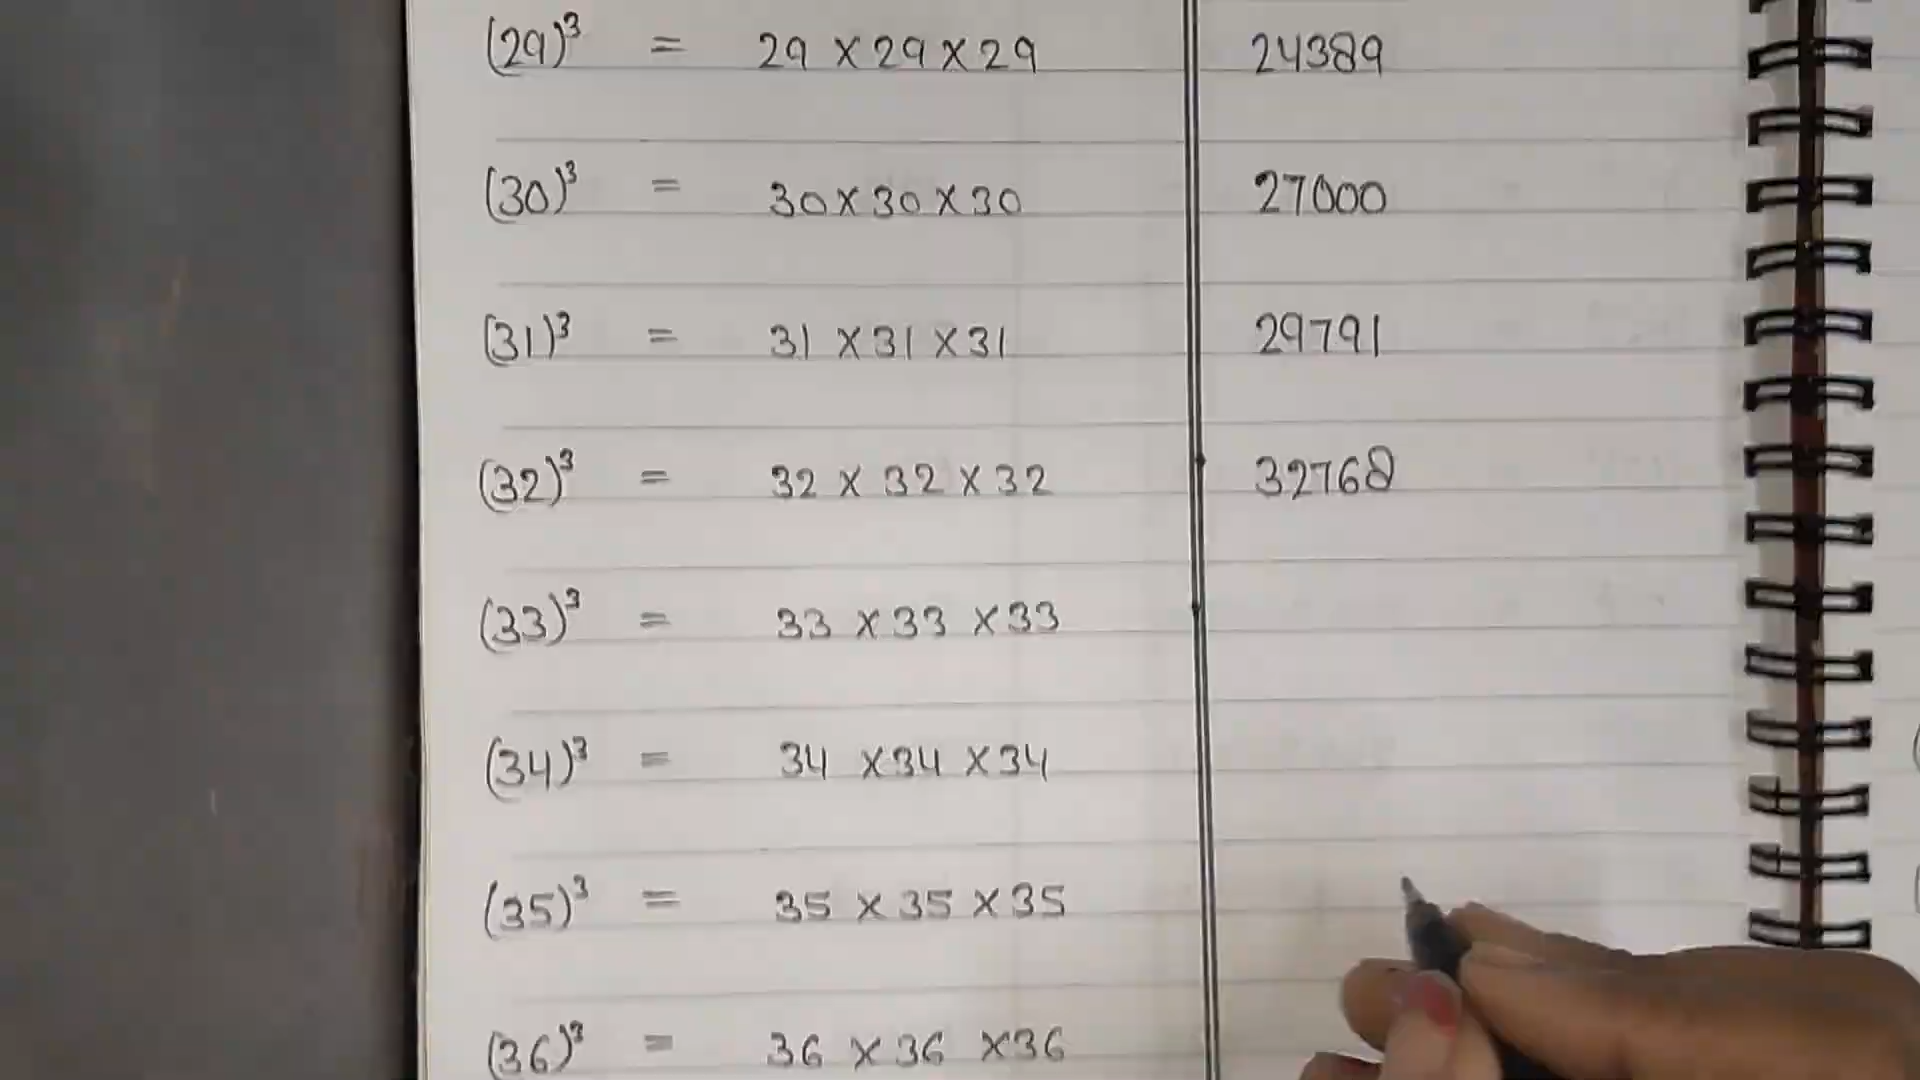 (29)³ = 29 × 29 × 29 24389
(30)³ = 30 × 30 × 30 27000
(31)³ = 31 × 31 × 31 29791
(32)³ = 32 × 32 × 32 32768
(33)³ = 33 × 33 × 33
(34)³ = 34 × 34 × 34
(35)³ = 35 × 35 × 35
(36)³ = 36 × 36 × 36